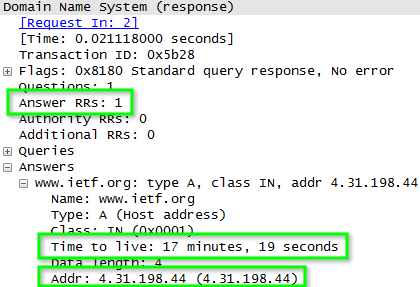 Domain Name System (response)
[Request In: 2]
[Time: 0.021118000 seconds]
Transaction ID: 0x5b28
Flags: 0x8180 Standard query response, No error
Questions: 1
Answer RRs: 1
Authority RRs: 0
Additional RRs: 0
Queries
Answers
www.ietf.org: type A, class IN, addr 4.31.198.44
Name: www.ietf.org
Type: A (Host address)
Class: IN (0x0001)
Time to live: 17 minutes, 19 seconds
Data length: 4
Addr: 4.31.198.44 (4.31.198.44)